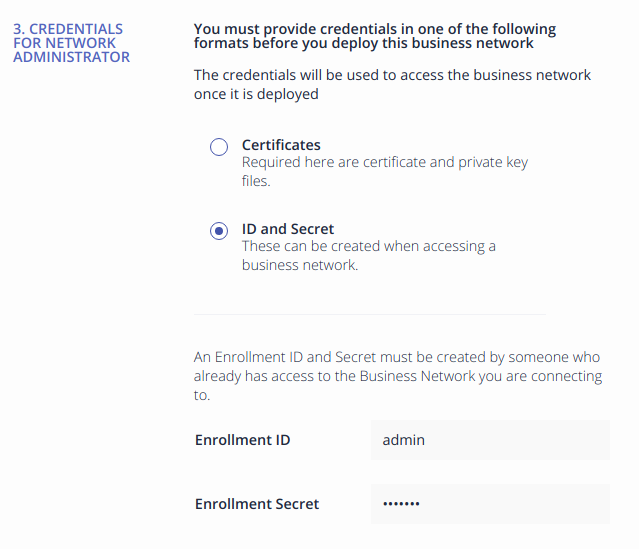 3. CREDENTIALS
FOR NETWORK
ADMINISTRATOR
You must provide credentials in one of the following
formats before you deploy this business network
The credentials will be used to access the business network
once it is deployed
Certificates
Required here are certificate and private key
files.
ID and Secret
These can be created when accessing a
business network.
An Enrollment ID and Secret must be created by someone who
already has access to the Business Network you are connecting
to.
Enrollment ID admin
Enrollment Secret •••••••